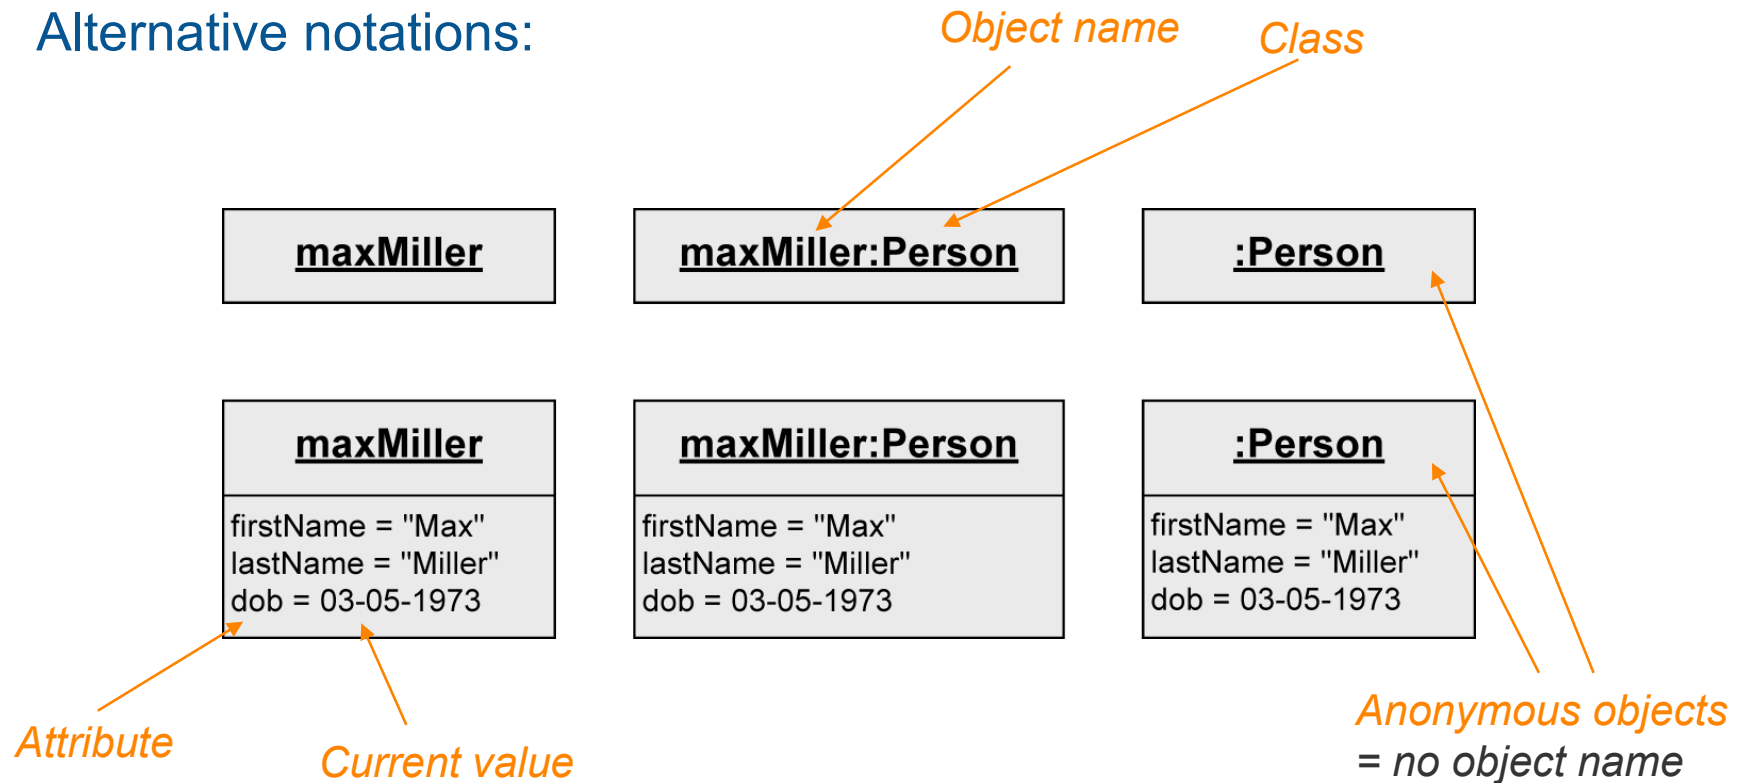 Alternative notations:
Object name
Class
maxMiller
maxMiller:Person
:Person
maxMiller
firstName = "Max"
lastName = "Miller"
dob = 03-05-1973
maxMiller:Person
firstName = "Max"
lastName = "Miller"
dob = 03-05-1973
:Person
firstName = "Max"
lastName = "Miller"
dob = 03-05-1973
Attribute
Current value
Anonymous objects
= no object name